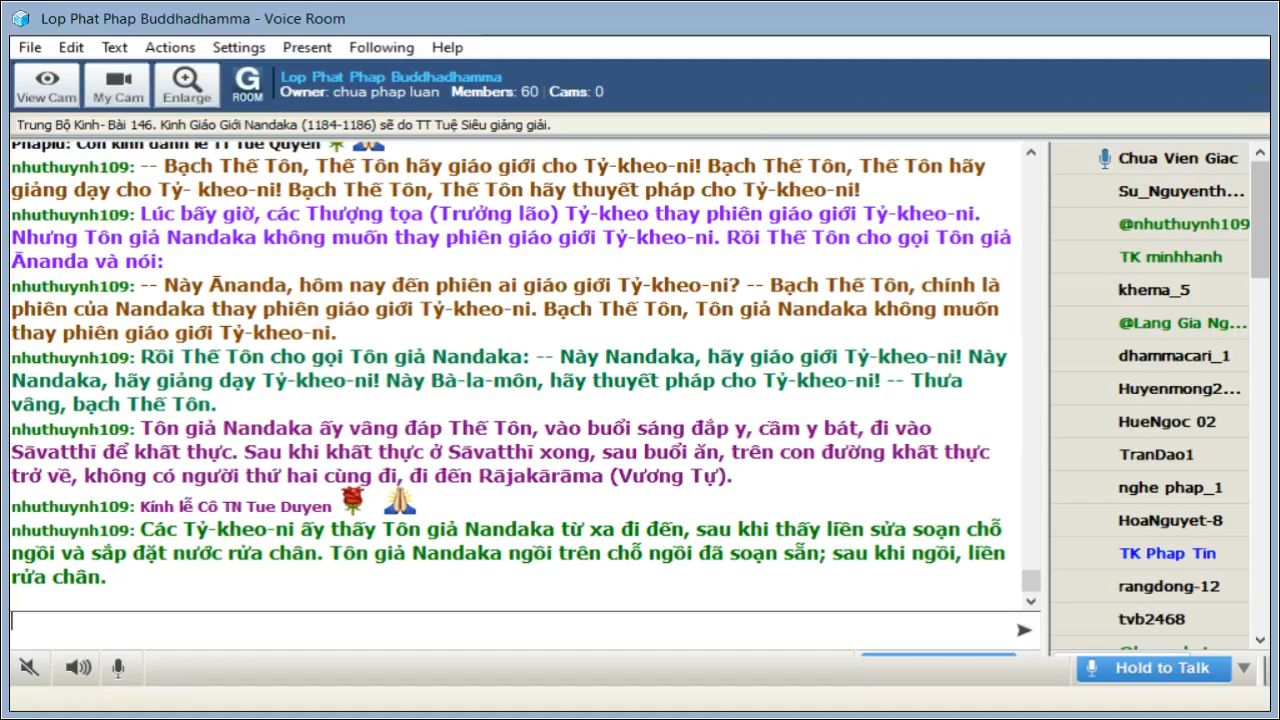 Lop Phat Phap Buddhadhamma - Voice Room
File Edit Text Actions Settings Present Following Help
View Cam My Cam Enlarge G ROOM
Lop Phat Phap Buddhadhamma
Owner: chua phap luan Members: 60 Cams: 0
Trung Bộ Kinh- Bài 146. Kinh Giáo Giới Nandaka (1184-1186) sẽ do TT Tuệ Siêu giảng giải.
nhuthuynh109: -- Bạch Thế Tôn, Thế Tôn hãy giáo giới cho Tỷ-kheo-ni! Bạch Thế Tôn, Thế Tôn hãy
giảng dạy cho Tỷ- kheo-ni! Bạch Thế Tôn, Thế Tôn hãy thuyết pháp cho Tỷ-kheo-ni!
nhuthuynh109: Lúc bấy giờ, các Thượng tọa (Trưởng lão) Tỷ-kheo thay phiên giáo giới Tỷ-kheo-ni.
Nhưng Tôn giả Nandaka không muốn thay phiên giáo giới Tỷ-kheo-ni. Rồi Thế Tôn cho gọi Tôn giả
Ānanda và nói:
nhuthuynh109: -- Này Ānanda, hôm nay đến phiên ai giáo giới Tỷ-kheo-ni? -- Bạch Thế Tôn, chính là
phiên của Nandaka thay phiên giáo giới Tỷ-kheo-ni. Bạch Thế Tôn, Tôn giả Nandaka không muốn
thay phiên giáo giới Tỷ-kheo-ni.
nhuthuynh109: Rồi Thế Tôn cho gọi Tôn giả Nandaka: -- Này Nandaka, hãy giáo giới Tỷ-kheo-ni! Này
Nandaka, hãy giảng dạy Tỷ-kheo-ni! Này Bà-la-môn, hãy thuyết pháp cho Tỷ-kheo-ni! -- Thưa
vâng, bạch Thế Tôn.
nhuthuynh109: Tôn giả Nandaka ấy vâng đáp Thế Tôn, vào buổi sáng đắp y, cầm y bát, đi vào
Sāvatthī để khất thực. Sau khi khất thực ở Sāvatthī xong, sau buổi ăn, trên con đường khất thực
trở về, không có người thứ hai cùng đi, đi đến Rājakārāma (Vương Tự).
nhuthuynh109: Kính lễ Cô TN Tue Duyen
nhuthuynh109: Các Tỷ-kheo-ni ấy thấy Tôn giả Nandaka từ xa đi đến, sau khi thấy liền sửa soạn chỗ
ngồi và sắp đặt nước rửa chân. Tôn giả Nandaka ngồi trên chỗ ngồi đã soạn sẵn; sau khi ngồi, liền
rửa chân.
Chua Vien Giac
Su_Nguyenth...
@nhuthuynh109
TK minhhanh
khema_5
@Lang Gia Ng...
dhammacari_1
Huyenmong2...
HueNgoc 02
TranDao1
nghe phap_1
HoaNguyet-8
TK Phap Tin
rangdong-12
tvb2468
Hold to Talk